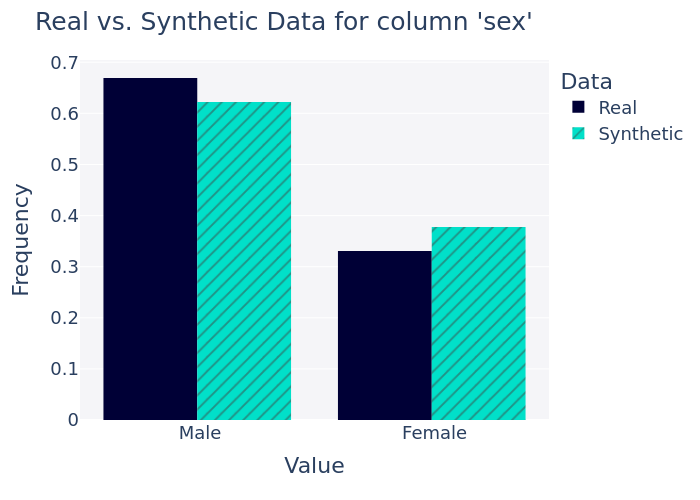 Real vs. Synthetic Data for column 'sex'
0.7
0.6
0.5
0.4
0.3
0.2
0.1
0
Frequency
Male
Female
Value
Data
Real
Synthetic